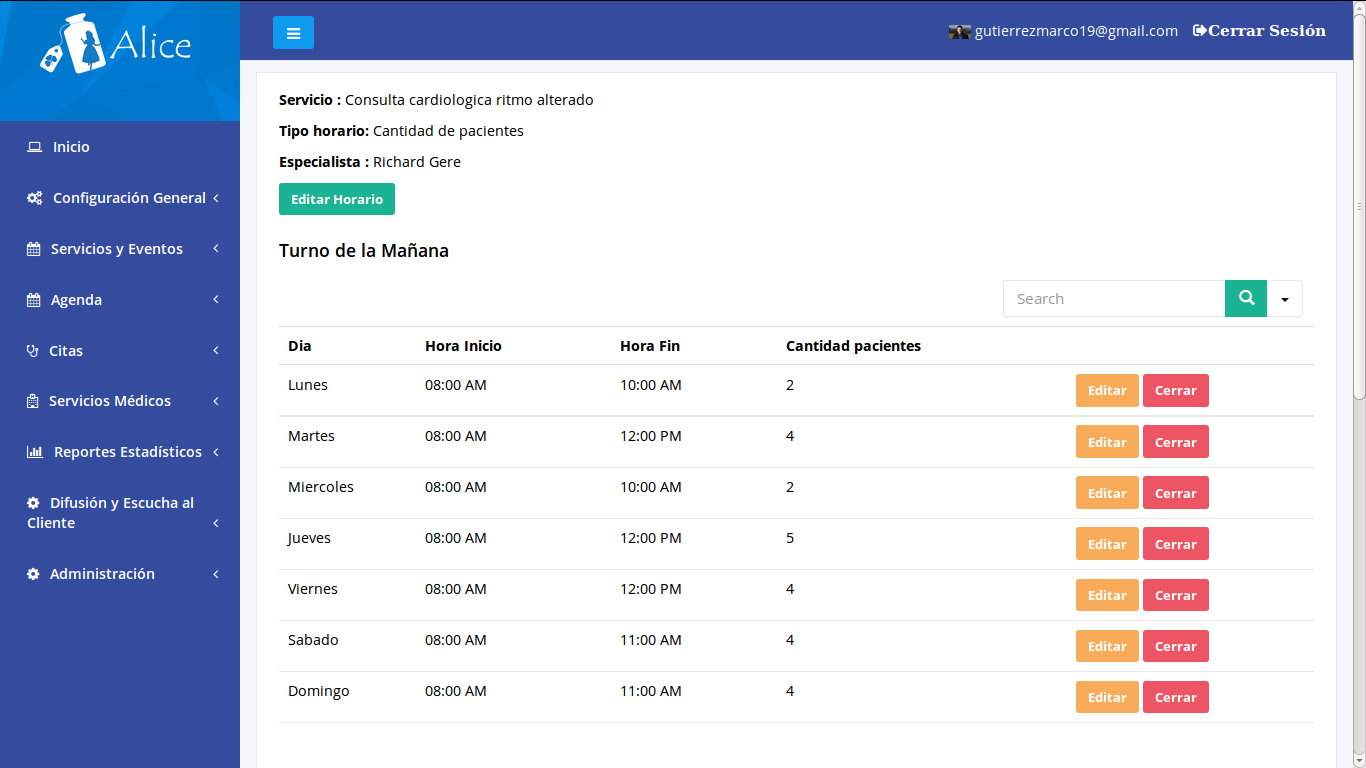 Alice
gutierrezmarco19@gmail.com Cerrar Sesión
Inicio
Configuración General
Servicios y Eventos
Agenda
Citas
Servicios Médicos
Reportes Estadísticos
Difusión y Escucha al
Cliente
Administración
Servicio : Consulta cardiologica ritmo alterado
Tipo horario: Cantidad de pacientes
Especialista : Richard Gere
Editar Horario
Turno de la Mañana
Search
Dia Hora Inicio Hora Fin Cantidad pacientes
Lunes 08:00 AM 10:00 AM 2 Editar Cerrar
Martes 08:00 AM 12:00 PM 4 Editar Cerrar
Miercoles 08:00 AM 10:00 AM 2 Editar Cerrar
Jueves 08:00 AM 12:00 PM 5 Editar Cerrar
Viernes 08:00 AM 12:00 PM 4 Editar Cerrar
Sabado 08:00 AM 11:00 AM 4 Editar Cerrar
Domingo 08:00 AM 11:00 AM 4 Editar Cerrar